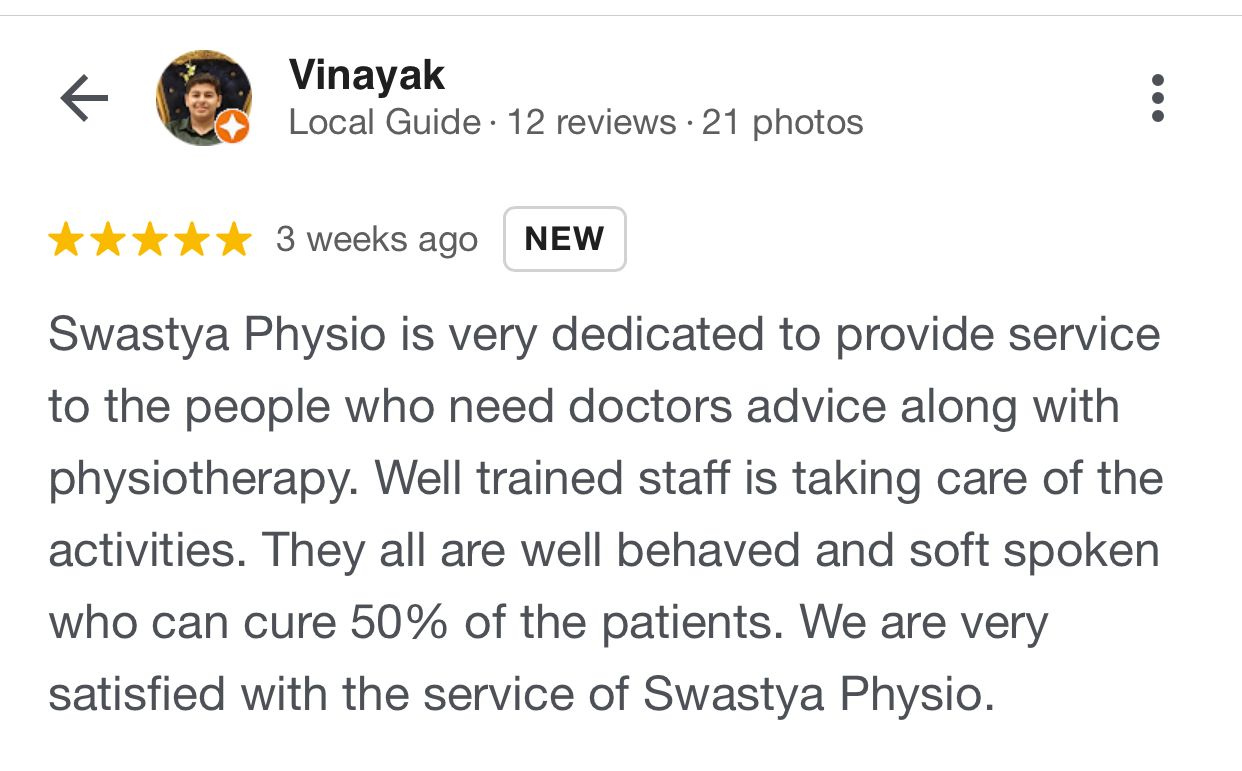 Vinayak
Local Guide · 12 reviews · 21 photos
3 weeks ago NEW
Swastya Physio is very dedicated to provide service
to the people who need doctors advice along with
physiotherapy. Well trained staff is taking care of the
activities. They all are well behaved and soft spoken
who can cure 50% of the patients. We are very
satisfied with the service of Swastya Physio.